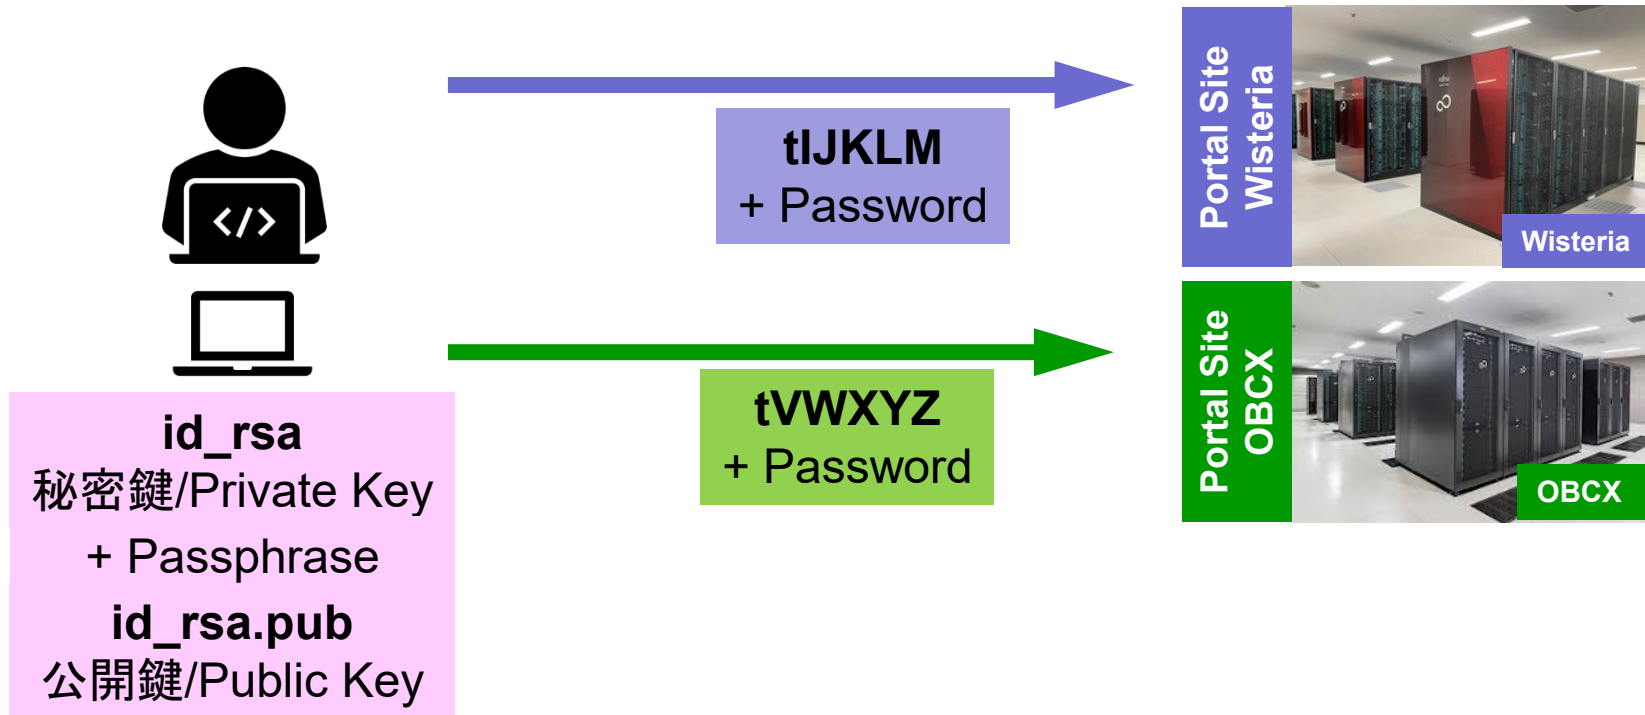 tIJKLM
+ Password
Portal Site
Wisteria
Wisteria
</>
tVWXYZ
+ Password
Portal Site
OBCX
OBCX
id_rsa
秘密鍵/Private Key
+ Passphrase
id_rsa.pub
公開鍵/Public Key